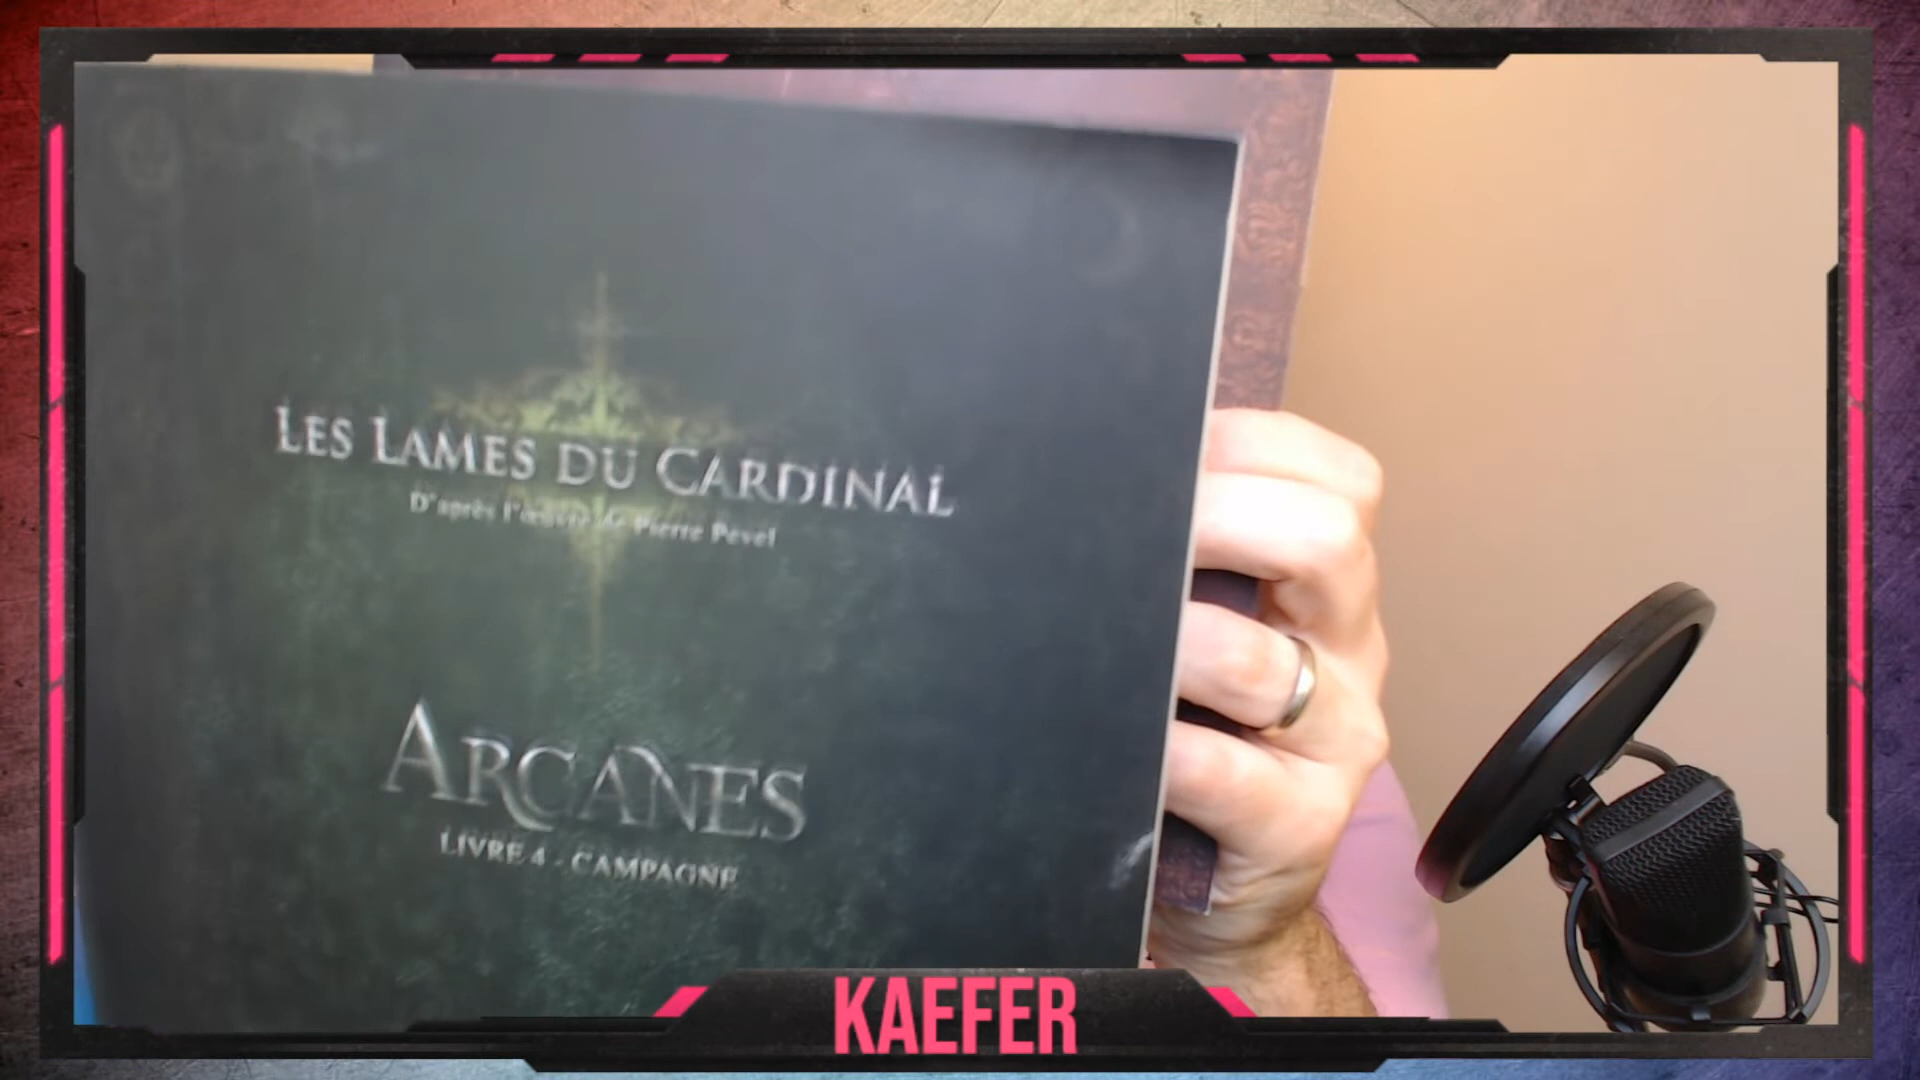 LES LAMES DU CARDINAL
D'après l'œuvre de Pierre Pevel
ARCANES
LIVRE 4 - CAMPAGNE
KAEFER